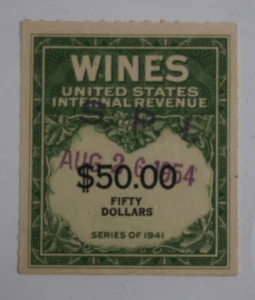 WINES
UNITED STATES
INTERNAL REVENUE
S R L
AUG 26 1954
$50.00
FIFTY
DOLLARS
SERIES OF 1941